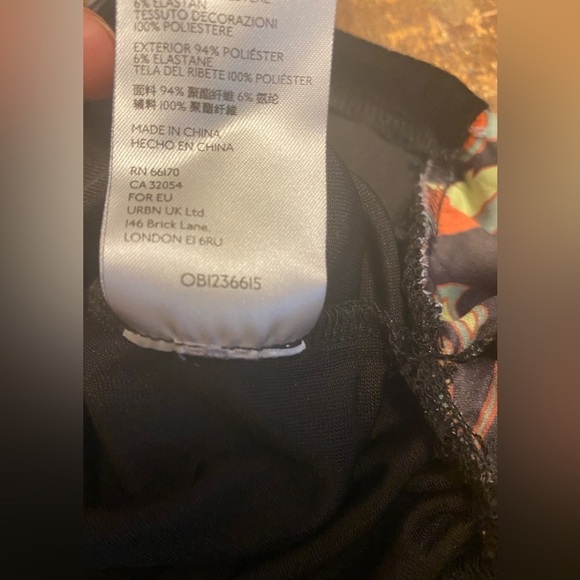 6% ELASTAN
TESSUTO DECORAZIONI
100% POLIESTERE
EXTERIOR 94% POLIÉSTER
6% ELASTANE
TELA DEL RIBETE 100% POLIÉSTER
面料 94% 聚酯纤维 6% 氨纶
辅料 100% 聚酯纤维
MADE IN CHINA
HECHO EN CHINA
RN 66170
CA 32054
FOR EU
URBN UK Ltd.
146 Brick Lane,
LONDON E1 6RU
OB1236615